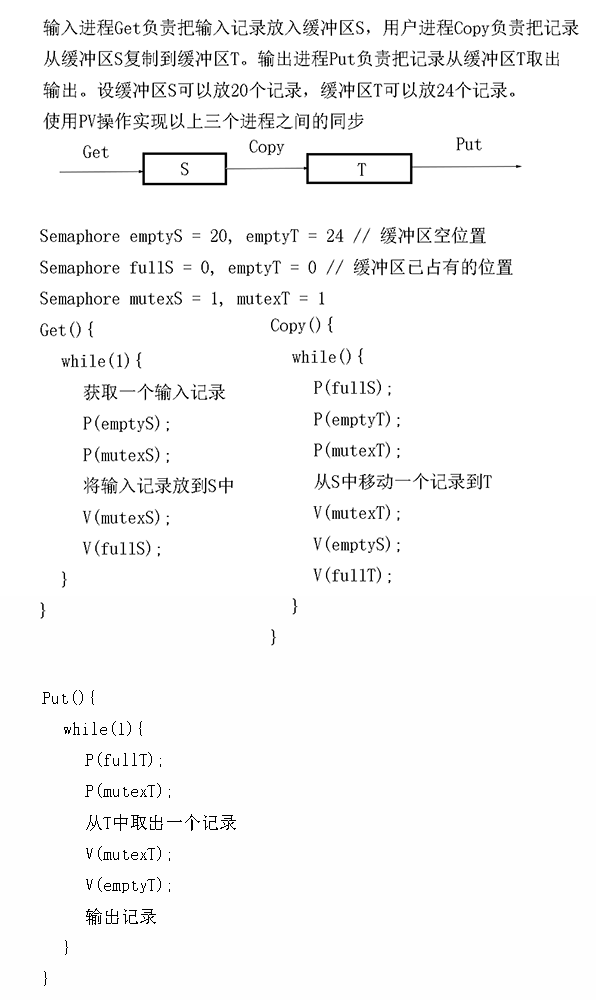 输入进程Get负责把输入记录放入缓冲区S，用户进程Copy负责把记录
从缓冲区S复制到缓冲区T。输出进程Put负责把记录从缓冲区T取出
输出。设缓冲区S可以放20个记录，缓冲区T可以放24个记录。
使用PV操作实现以上三个进程之间的同步
Get
S
Copy
T
Put
Semaphore emptyS = 20, emptyT = 24 // 缓冲区空位置
Semaphore fullS = 0, emptyT = 0 // 缓冲区已占有的位置
Semaphore mutexS = 1, mutexT = 1
Get(){
while(1){
获取一个输入记录
P(emptyS);
P(mutexS);
将输入记录放到S中
V(mutexS);
V(fullS);
}
}
Copy(){
while(){
P(fullS);
P(emptyT);
P(mutexT);
从S中移动一个记录到T
V(mutexT);
V(emptyS);
V(fullT);
}
}
Put(){
while(1){
P(fullT);
P(mutexT);
从T中取出一个记录
V(mutexT);
V(emptyT);
输出记录
}
}